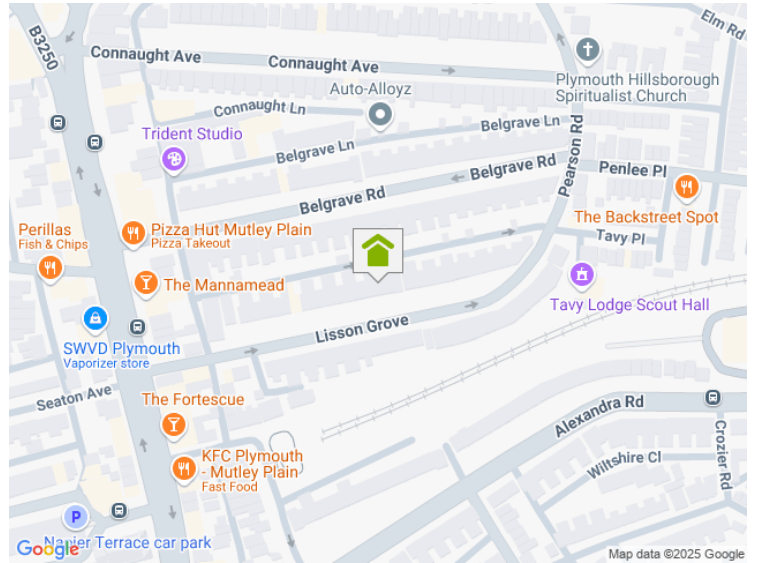 B3250
Connaught Ave
Connaught Ave
Elm Rd
Plymouth Hillsborough
Spiritualist Church
Auto-Alloyz
Connaught Ln
Trident Studio
Belgrave Ln
Belgrave Ln
Pearson Rd
Belgrave Rd
Belgrave Rd
Penlee Pl
The Backstreet Spot
Perillas
Fish & Chips
Pizza Hut Mutley Plain
Pizza Takeout
Tavy Pl
The Mannamead
Tavy Lodge Scout Hall
Lisson Grove
SWVD Plymouth
Vaporizer store
Seaton Ave
The Fortescue
Alexandra Rd
KFC Plymouth
- Mutley Plain
Fast Food
Wiltshire Cl
Crozier Rd
P
Napier Terrace car park
Google
Map data ©2025 Google